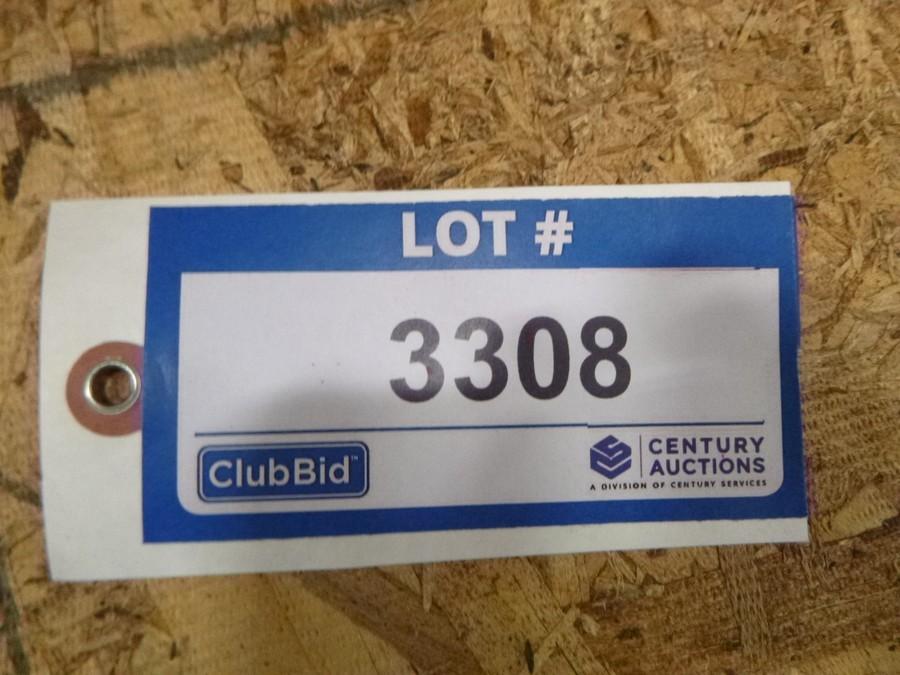 LOT #
3308
ClubBid™
CENTURY
AUCTIONS
A DIVISION OF CENTURY SERVICES